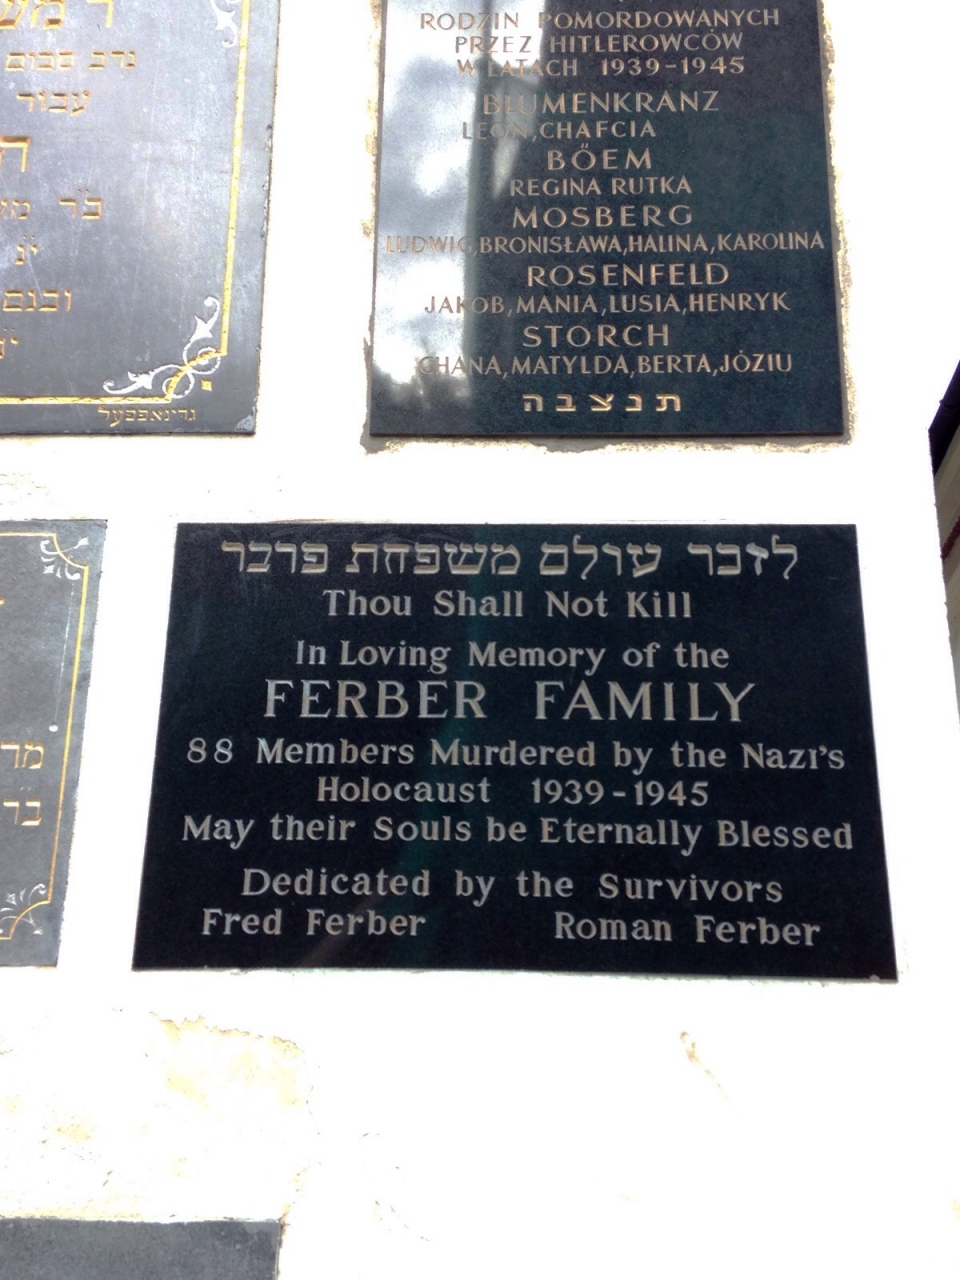 RODZIN POMORDOWANYCH
PRZEZ HITLEROWCÓW
W LATACH 1939-1945
BLUMENKRANZ
LEON, CHAFCIA
BÖEM
REGINA RUTKA
MOSBERG
LUDWIG, BRONISŁAWA, HALINA, KAROLINA
ROSENFELD
JAKOB, MANIA, LUSIA, HENRYK
STORCH
CHANA, MATYLDA, BERTA, JÓZIU
תנצבה
עבור
גרינאפפעל
לזכר עולם משפחת פרבר
Thou Shall Not Kill
In Loving Memory of the
FERBER FAMILY
88 Members Murdered by the Nazi's
Holocaust 1939-1945
May their Souls be Eternally Blessed
Dedicated by the Survivors
Fred Ferber Roman Ferber